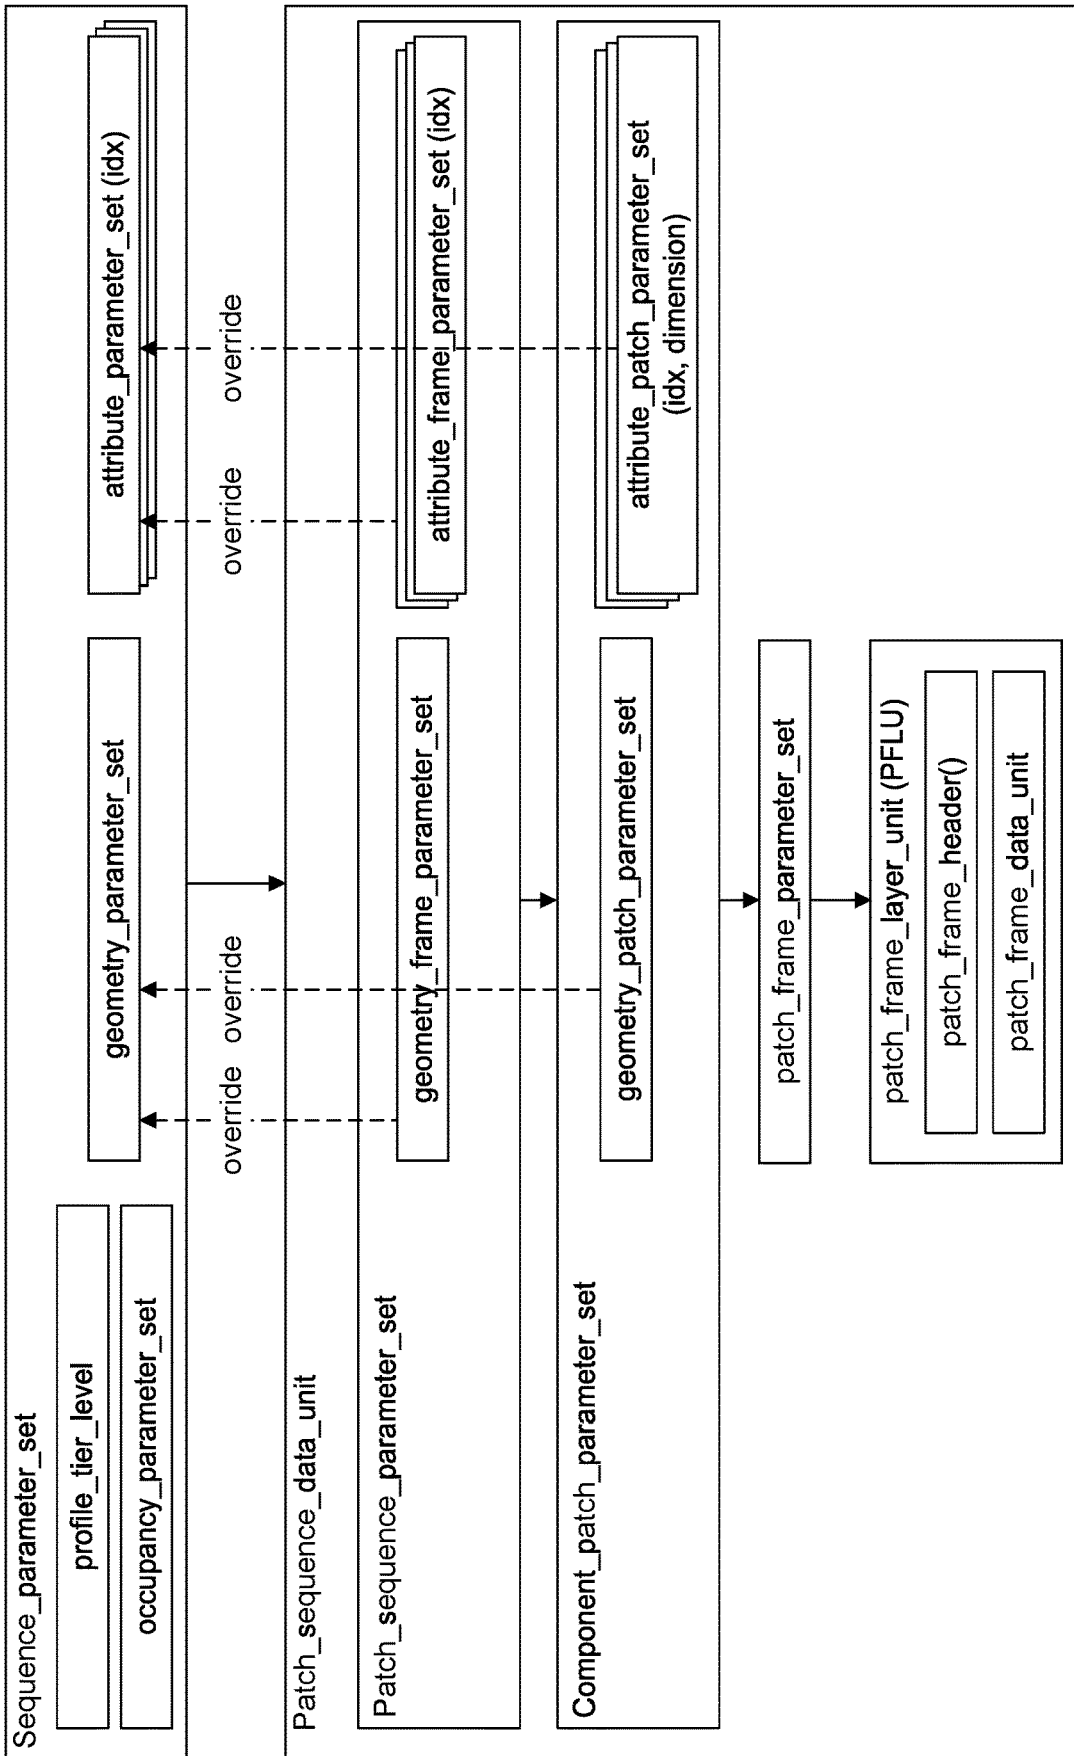 Sequence_parameter_set
profile_tier_level
occupancy_parameter_set
geometry_parameter_set
attribute_parameter_set (idx)
override
override
override
override
Patch_sequence_data_unit
Patch_sequence_parameter_set
geometry_frame_parameter_set
attribute_frame_parameter_set (idx)
Component_patch_parameter_set
geometry_patch_parameter_set
attribute_patch_parameter_set
(idx, dimension)
patch_frame_parameter_set
patch_frame_layer_unit (PFLU)
patch_frame_header()
patch_frame_data_unit